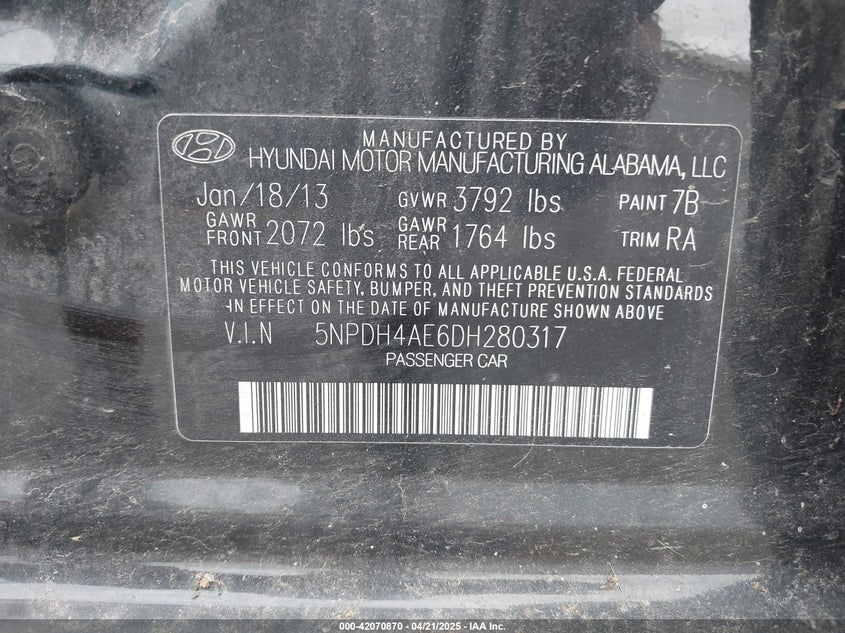 MANUFACTURED BY
HYUNDAI MOTOR MANUFACTURING ALABAMA, LLC
Jan/18/13 GVWR 3792 lbs PAINT 7B
GAWR FRONT 2072 lbs GAWR REAR 1764 lbs TRIM RA
THIS VEHICLE CONFORMS TO ALL APPLICABLE U.S.A. FEDERAL
MOTOR VEHICLE SAFETY, BUMPER, AND THEFT PREVENTION STANDARDS
IN EFFECT ON THE DATE OF MANUFACTURE SHOWN ABOVE
V.I.N 5NPDH4AE6DH280317
PASSENGER CAR
000-42070870 - 04/21/2025 - IAA Inc.